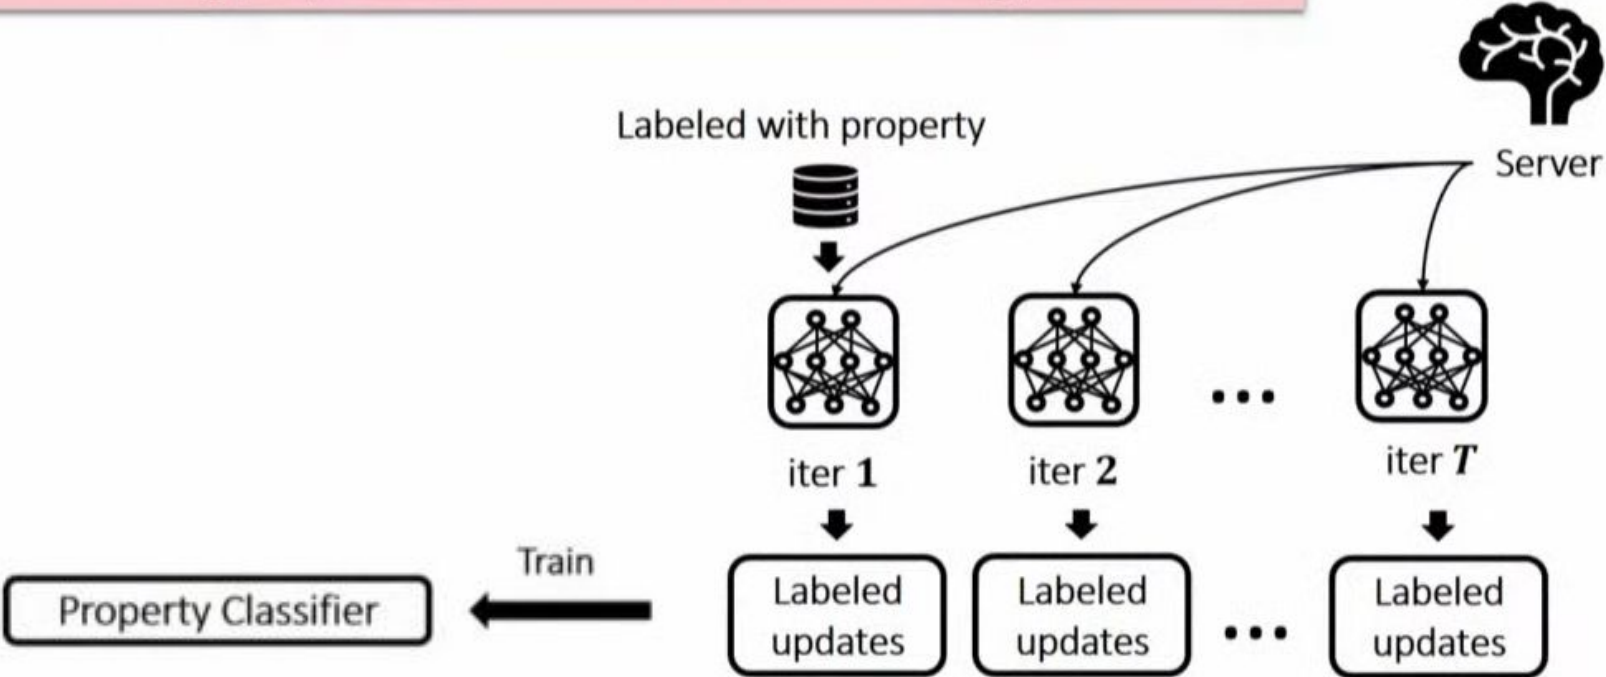 Labeled with property
Server
iter 1
iter 2
...
iter T
Train
Property Classifier
Labeled
updates
Labeled
updates
...
Labeled
updates